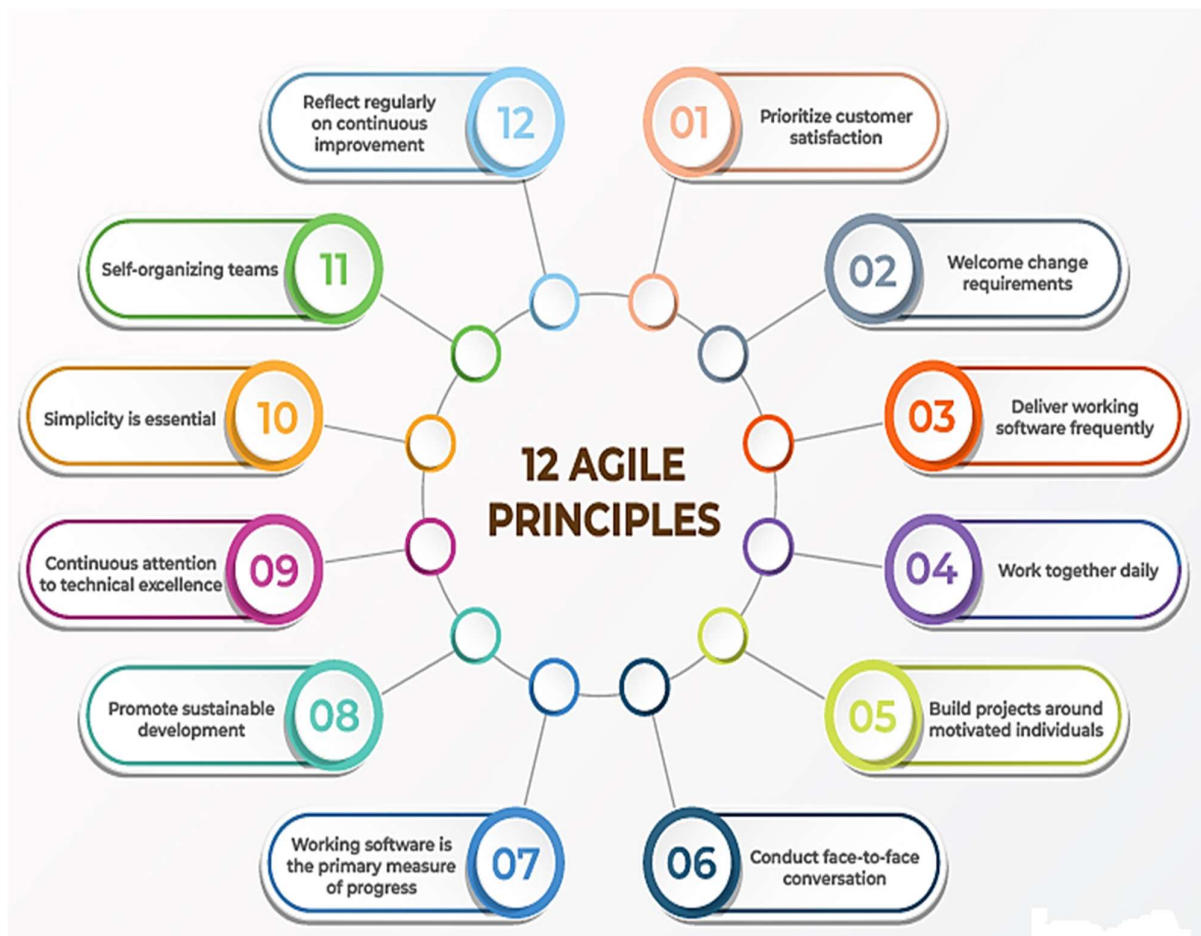 12 AGILE
PRINCIPLES
01
Prioritize customer
satisfaction
02
Welcome change
requirements
03
Deliver working
software frequently
04
Work together daily
05
Build projects around
motivated individuals
06
Conduct face-to-face
conversation
07
Working software is
the primary measure
of progress
08
Promote sustainable
development
09
Continuous attention
to technical excellence
10
Simplicity is essential
11
Self-organizing teams
12
Reflect regularly
on continuous
improvement